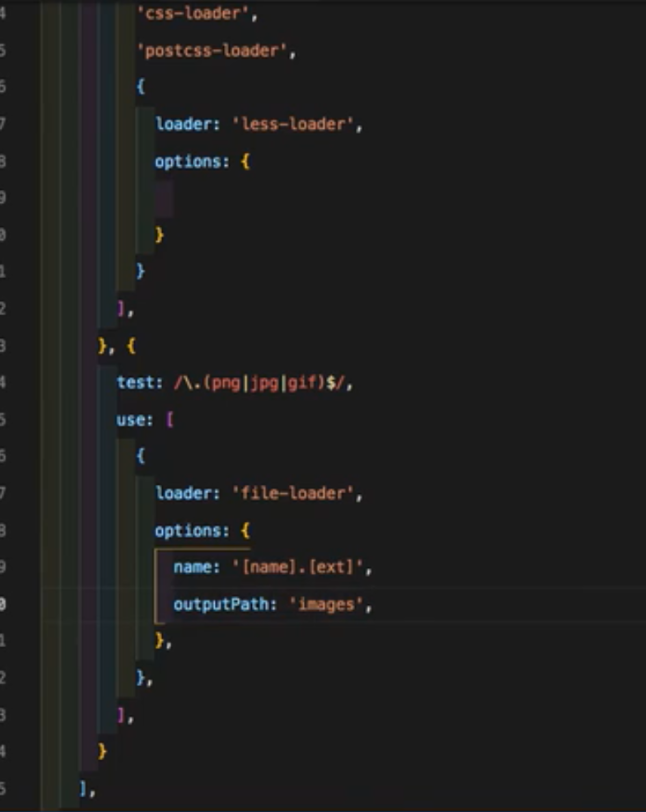 4 'css-loader',
5 'postcss-loader',
6 {
7 loader: 'less-loader',
8 options: {
9
0 }
1 }
2 ],
3 }, {
4 test: /\.(png|jpg|gif)$/,
5 use: [
6 {
7 loader: 'file-loader',
8 options: {
9 name: '[name].[ext]',
0 outputPath: 'images',
1 },
2 },
3 ],
4 }
5 ],